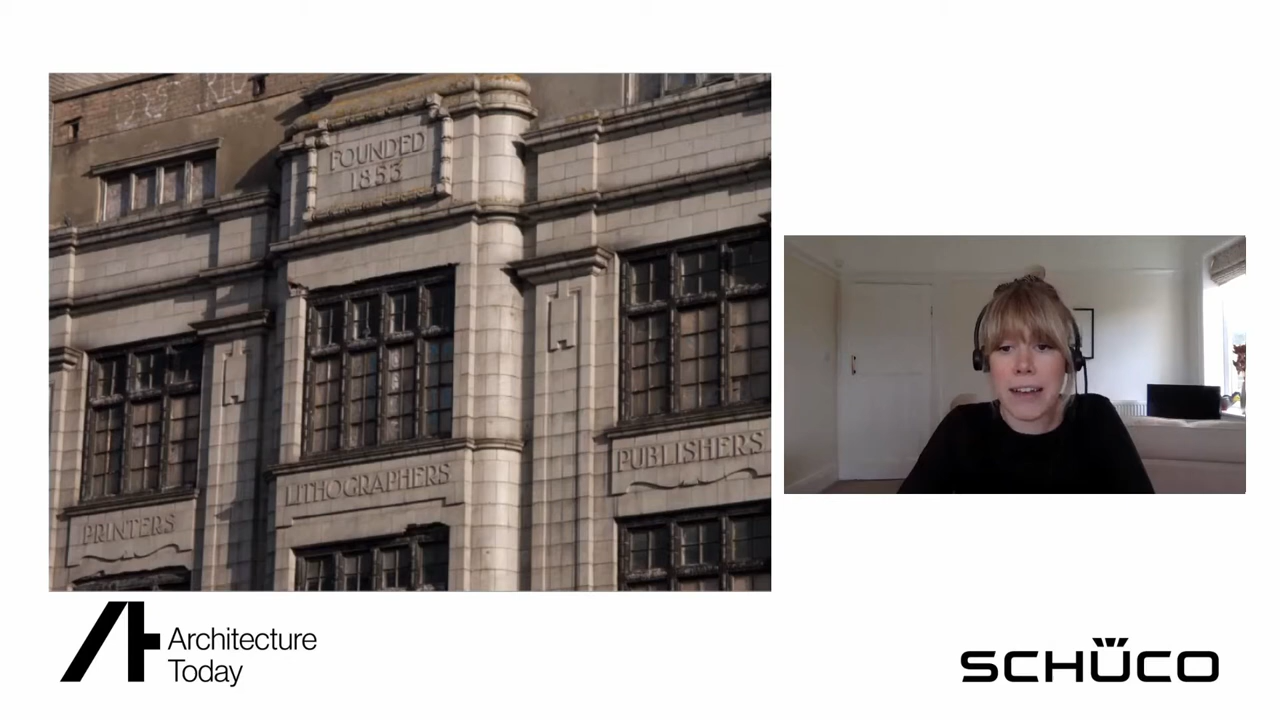 FOUNDED
1853
LITHOGRAPHERS
PUBLISHERS
PRINTERS
Architecture
Today
SCHÜCO